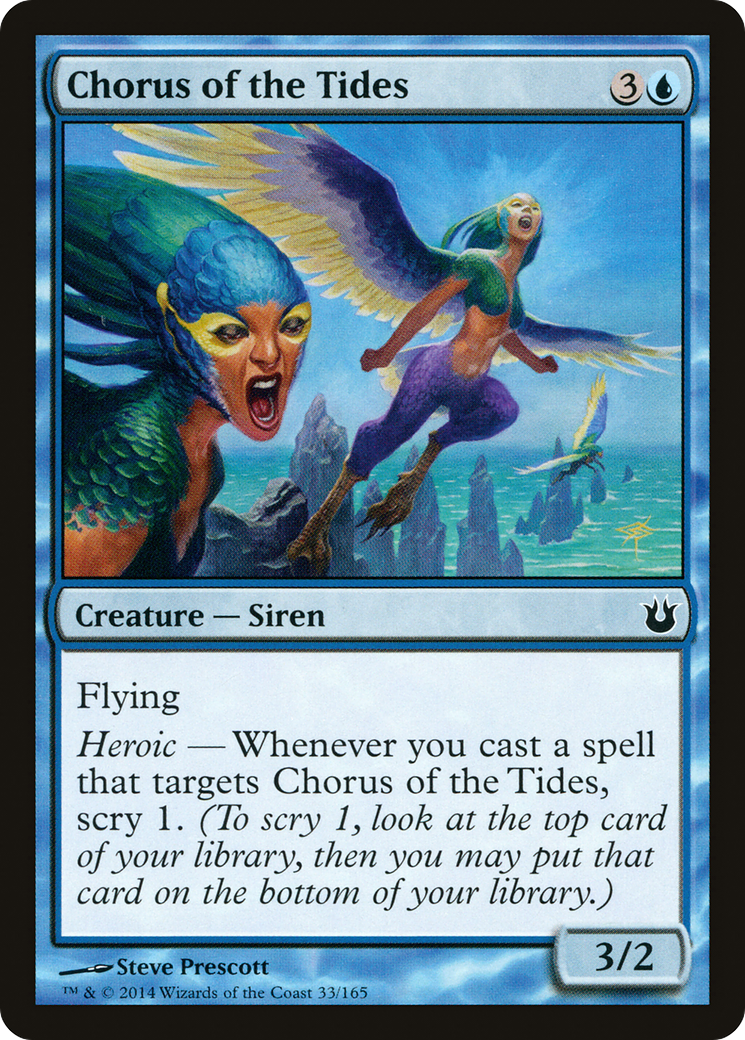 Chorus of the Tides 3
Creature — Siren
Flying
Heroic — Whenever you cast a spell
that targets Chorus of the Tides,
scry 1. (To scry 1, look at the top card
of your library, then you may put that
card on the bottom of your library.)
3/2
Steve Prescott
™ & © 2014 Wizards of the Coast 33/165